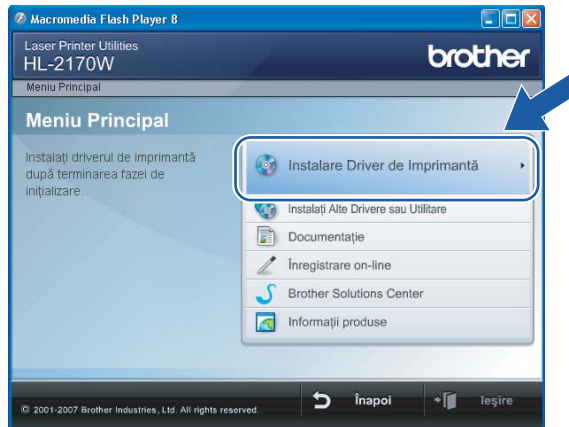 Macromedia Flash Player 8
Laser Printer Utilities
HL-2170W
brother
Meniu Principal
Meniu Principal
Instalați driverul de imprimantă
după terminarea fazei de
inițializare.
Instalare Driver de Imprimantă
Instalați Alte Drivere sau Utilitare
Documentație
Înregistrare on-line
Brother Solutions Center
Informații produse
© 2001-2007 Brother Industries, Ltd. All rights reserved.
Înapoi
Ieșire